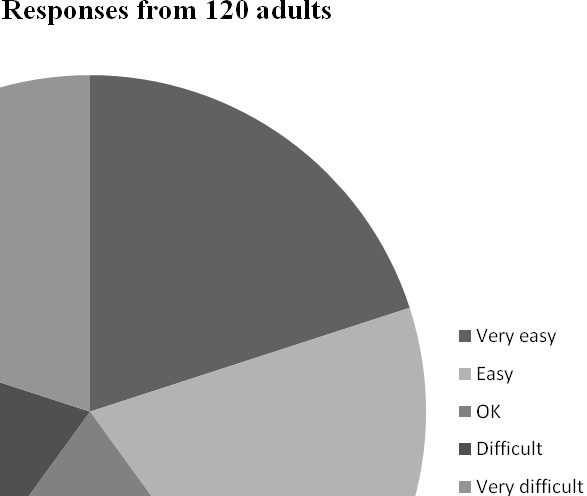 Responses from 120 adults
Very easy
Easy
OK
Difficult
Very difficult